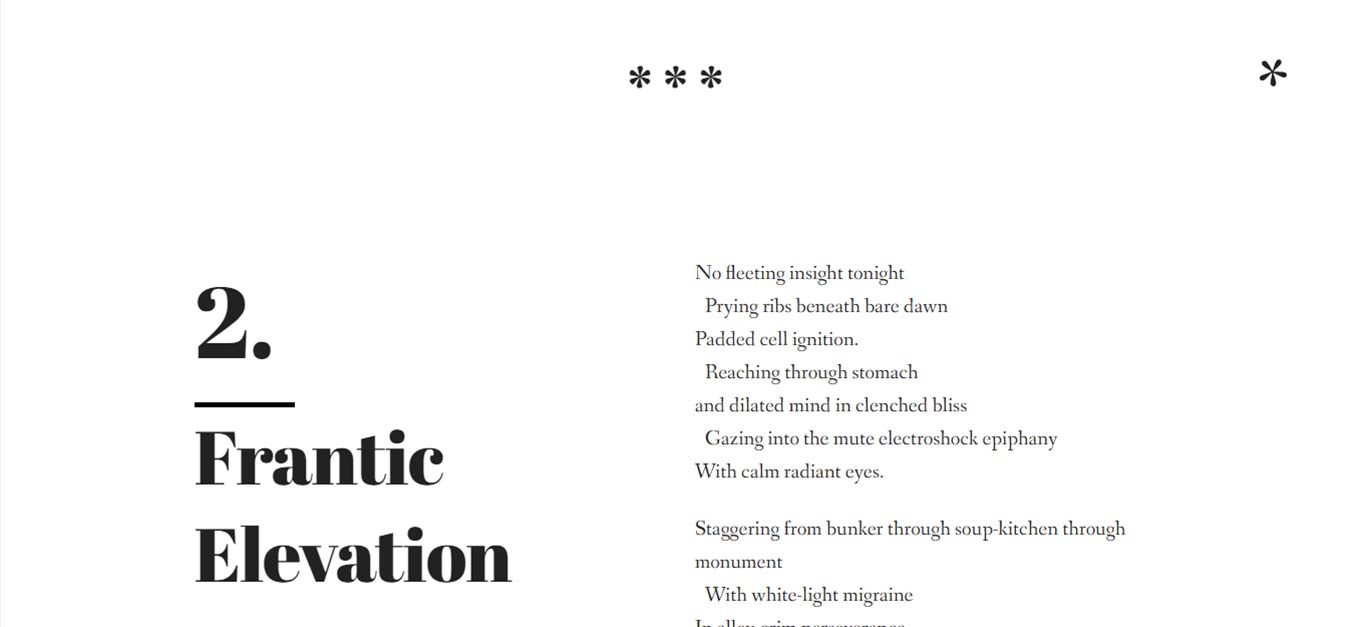 * * *
*
2.
Frantic
Elevation
No fleeting insight tonight
Prying ribs beneath bare dawn
Padded cell ignition.
Reaching through stomach
and dilated mind in clenched bliss
Gazing into the mute electroshock epiphany
With calm radiant eyes.
Staggering from bunker through soup-kitchen through
monument
With white-light migraine